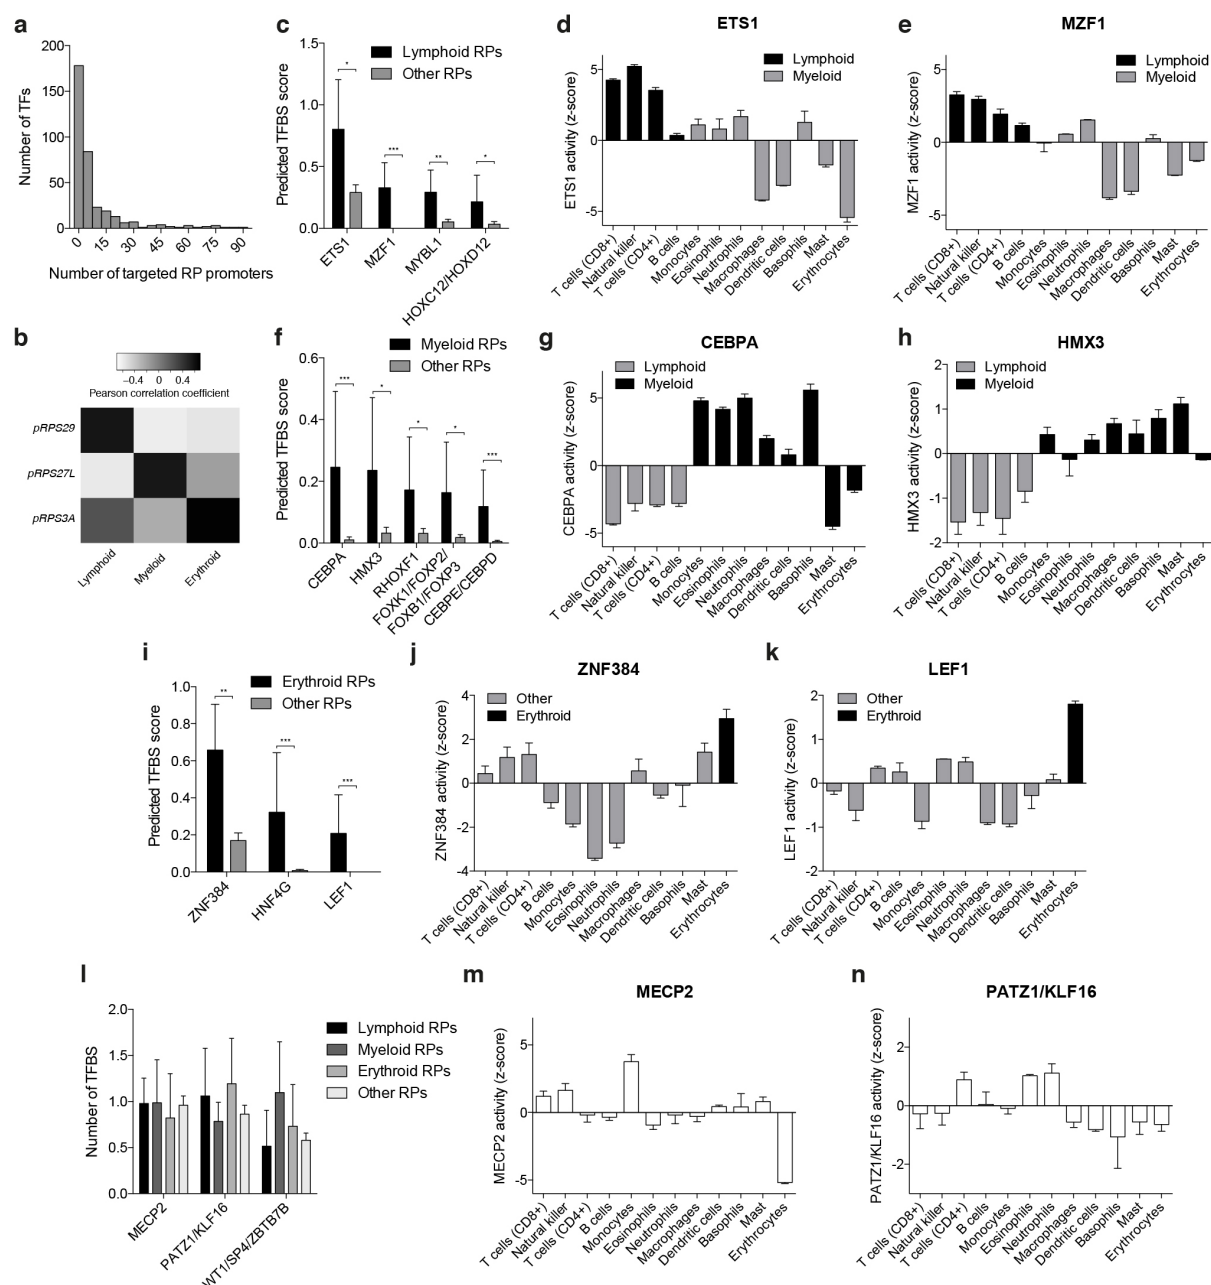 a
200
150
100
50
0
Number of TFs
0 15 30 45 60 75 90
Number of targeted RP promoters
c
Lymphoid RPs
Other RPs
1.5
1.0
0.5
0.0
Predicted TFBS score
* *** ** *
ETS1
MZF1
MYBL1
HOXC12/HOXD12
d
ETS1
Lymphoid
Myeloid
5
0
-5
ETS1 activity (z-score)
T cells (CD8+)
Natural killer
T cells (CD4+)
B cells
Monocytes
Eosinophils
Neutrophils
Macrophages
Dendritic cells
Basophils
Mast
Erythrocytes
e
MZF1
Lymphoid
Myeloid
5
0
-5
MZF1 activity (z-score)
T cells (CD8+)
Natural killer
T cells (CD4+)
B cells
Monocytes
Eosinophils
Neutrophils
Macrophages
Dendritic cells
Basophils
Mast
Erythrocytes
b
−0.4 0 0.4
Pearson correlation coefficient
pRPS29
pRPS27L
pRPS3A
Lymphoid
Myeloid
Erythroid
f
Myeloid RPs
Other RPs
0.6
0.4
0.2
0.0
Predicted TFBS score
*** * * * ***
CEBPA
HMX3
RHOXF1
FOXK1/FOXP2/
FOXB1/FOXP3
CEBPE/CEBPD
g
CEBPA
Lymphoid
Myeloid
5
0
-5
CEBPA activity (z-score)
T cells (CD8+)
Natural killer
T cells (CD4+)
B cells
Monocytes
Eosinophils
Neutrophils
Macrophages
Dendritic cells
Basophils
Mast
Erythrocytes
h
HMX3
Lymphoid
Myeloid
2
1
0
-1
-2
HMX3 activity (z-score)
T cells (CD8+)
Natural killer
T cells (CD4+)
B cells
Monocytes
Eosinophils
Neutrophils
Macrophages
Dendritic cells
Basophils
Mast
Erythrocytes
i
Erythroid RPs
Other RPs
1.0
0.8
0.6
0.4
0.2
0.0
Predicted TFBS score
** *** ***
ZNF384
HNF4G
LEF1
j
ZNF384
Other
Erythroid
4
2
0
-2
-4
ZNF384 activity (z-score)
T cells (CD8+)
Natural killer
T cells (CD4+)
B cells
Monocytes
Eosinophils
Neutrophils
Macrophages
Dendritic cells
Basophils
Mast
Erythrocytes
k
LEF1
Other
Erythroid
2
1
0
-1
-2
LEF1 activity (z-score)
T cells (CD8+)
Natural killer
T cells (CD4+)
B cells
Monocytes
Eosinophils
Neutrophils
Macrophages
Dendritic cells
Basophils
Mast
Erythrocytes
l
2.0
1.5
1.0
0.5
0.0
Number of TFBS
Lymphoid RPs
Myeloid RPs
Erythroid RPs
Other RPs
MECP2
PATZ1/KLF16
WT1/SP4/ZBTB7B
m
MECP2
5
0
-5
MECP2 activity (z-score)
T cells (CD8+)
Natural killer
T cells (CD4+)
B cells
Monocytes
Eosinophils
Neutrophils
Macrophages
Dendritic cells
Basophils
Mast
Erythrocytes
n
PATZ1/KLF16
2
0
-2
PATZ1/KLF16 activity (z-score)
T cells (CD8+)
Natural killer
T cells (CD4+)
B cells
Monocytes
Eosinophils
Neutrophils
Macrophages
Dendritic cells
Basophils
Mast
Erythrocytes